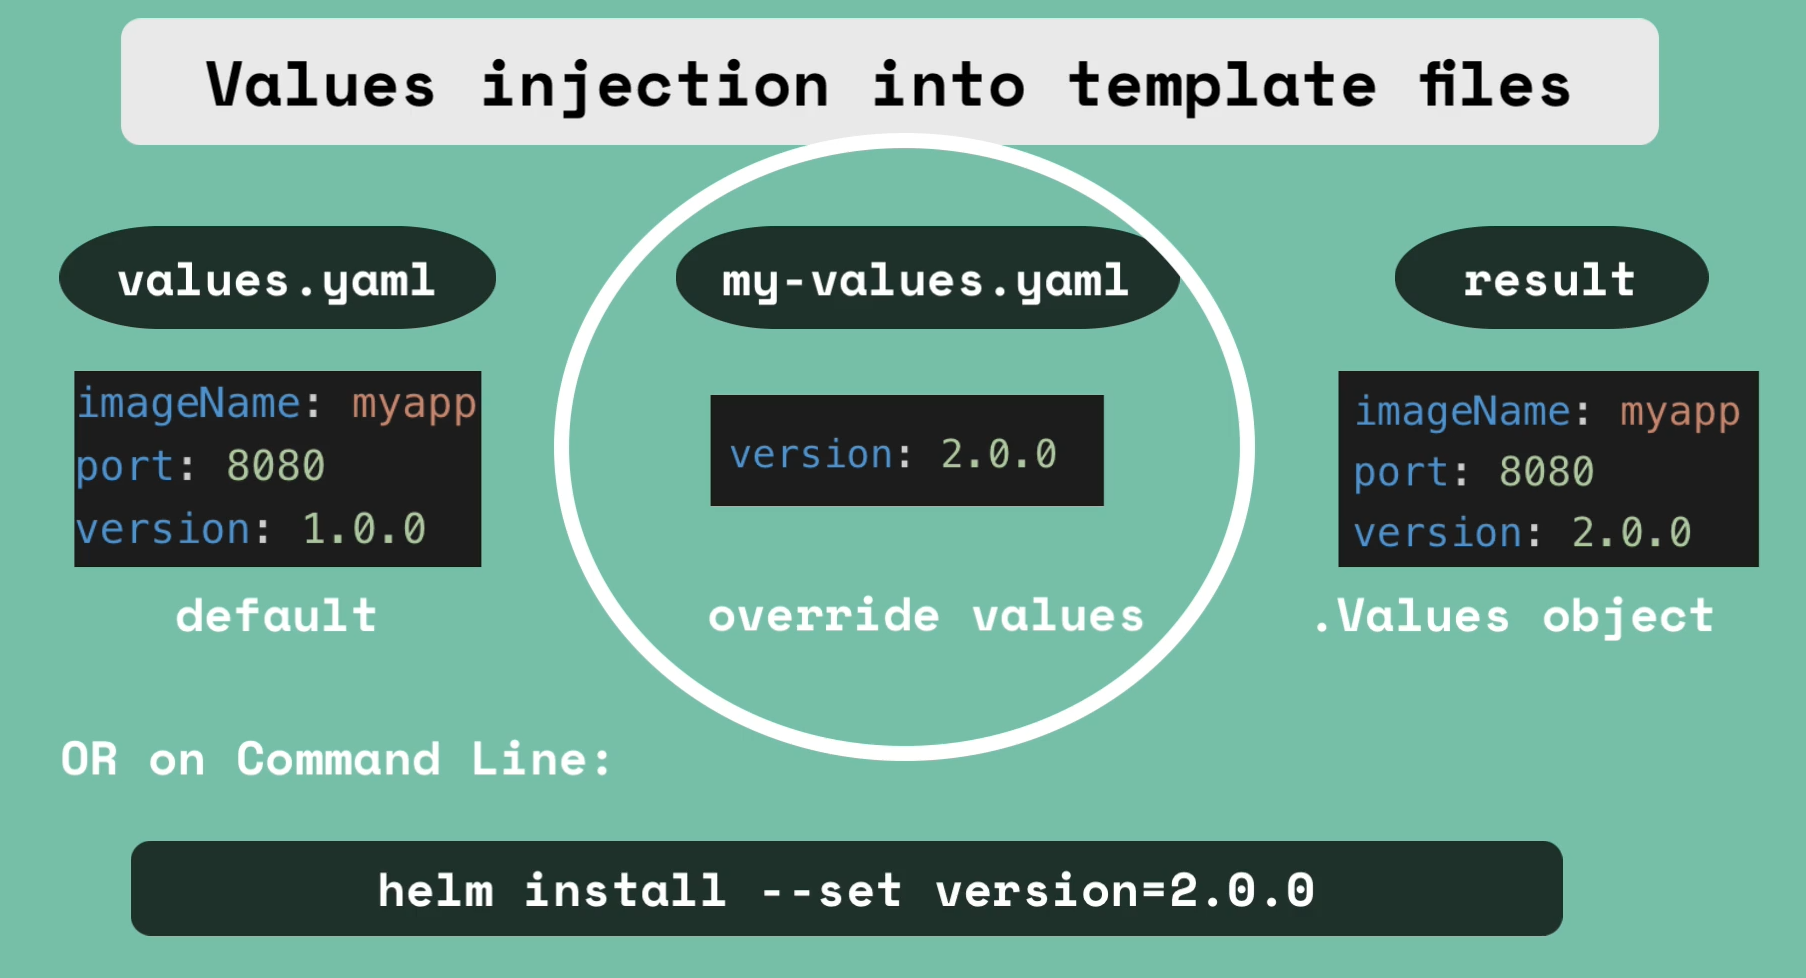 Values injection into template files
values.yaml
imageName: myapp
port: 8080
version: 1.0.0
default
my-values.yaml
version: 2.0.0
override values
result
imageName: myapp
port: 8080
version: 2.0.0
.Values object
OR on Command Line:
helm install --set version=2.0.0